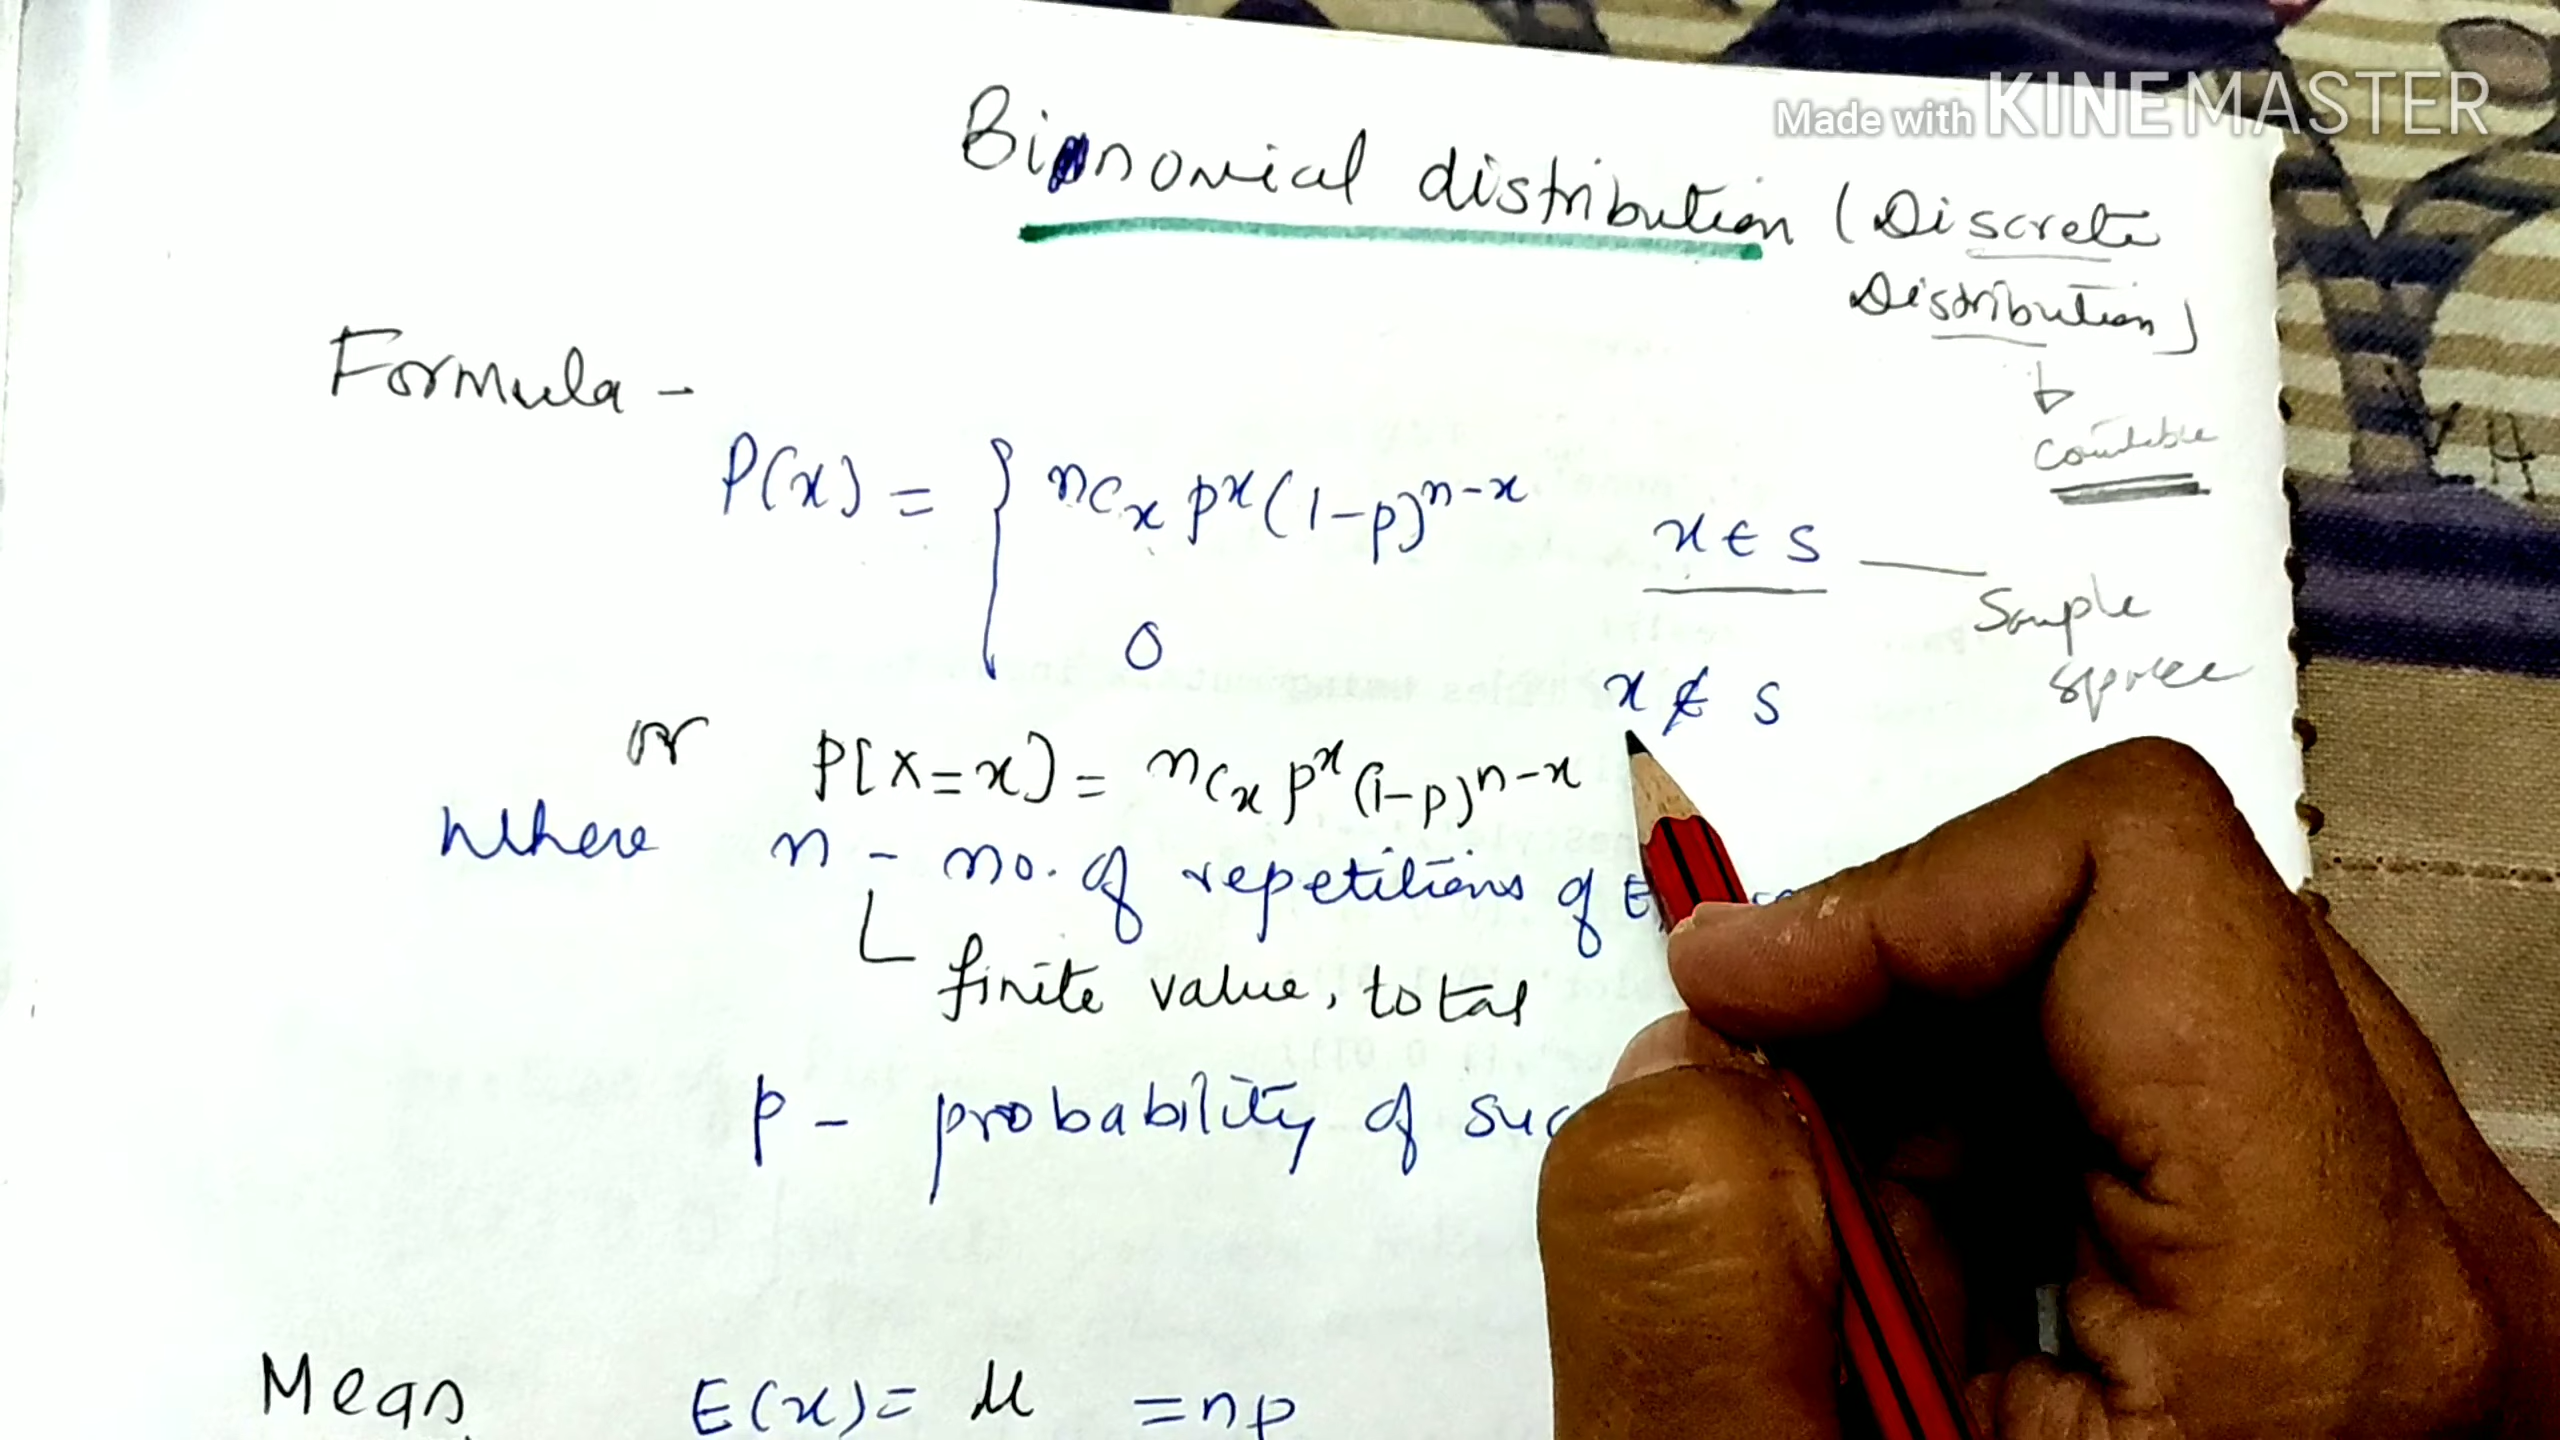 Made with KINEMASTER
Binomial distribution (Discrete
Distribution)
Countable
Formula -
P(x) = { nCx p^x (1-p)^n-x x ∈ s
Sample
space
0
x ∉ s
or P[X=x] = nCx p^x (1-p)^n-x
Where n - no. of repetitions of
finite value, total
p - probability of suc
Mean E(x) = μ = np